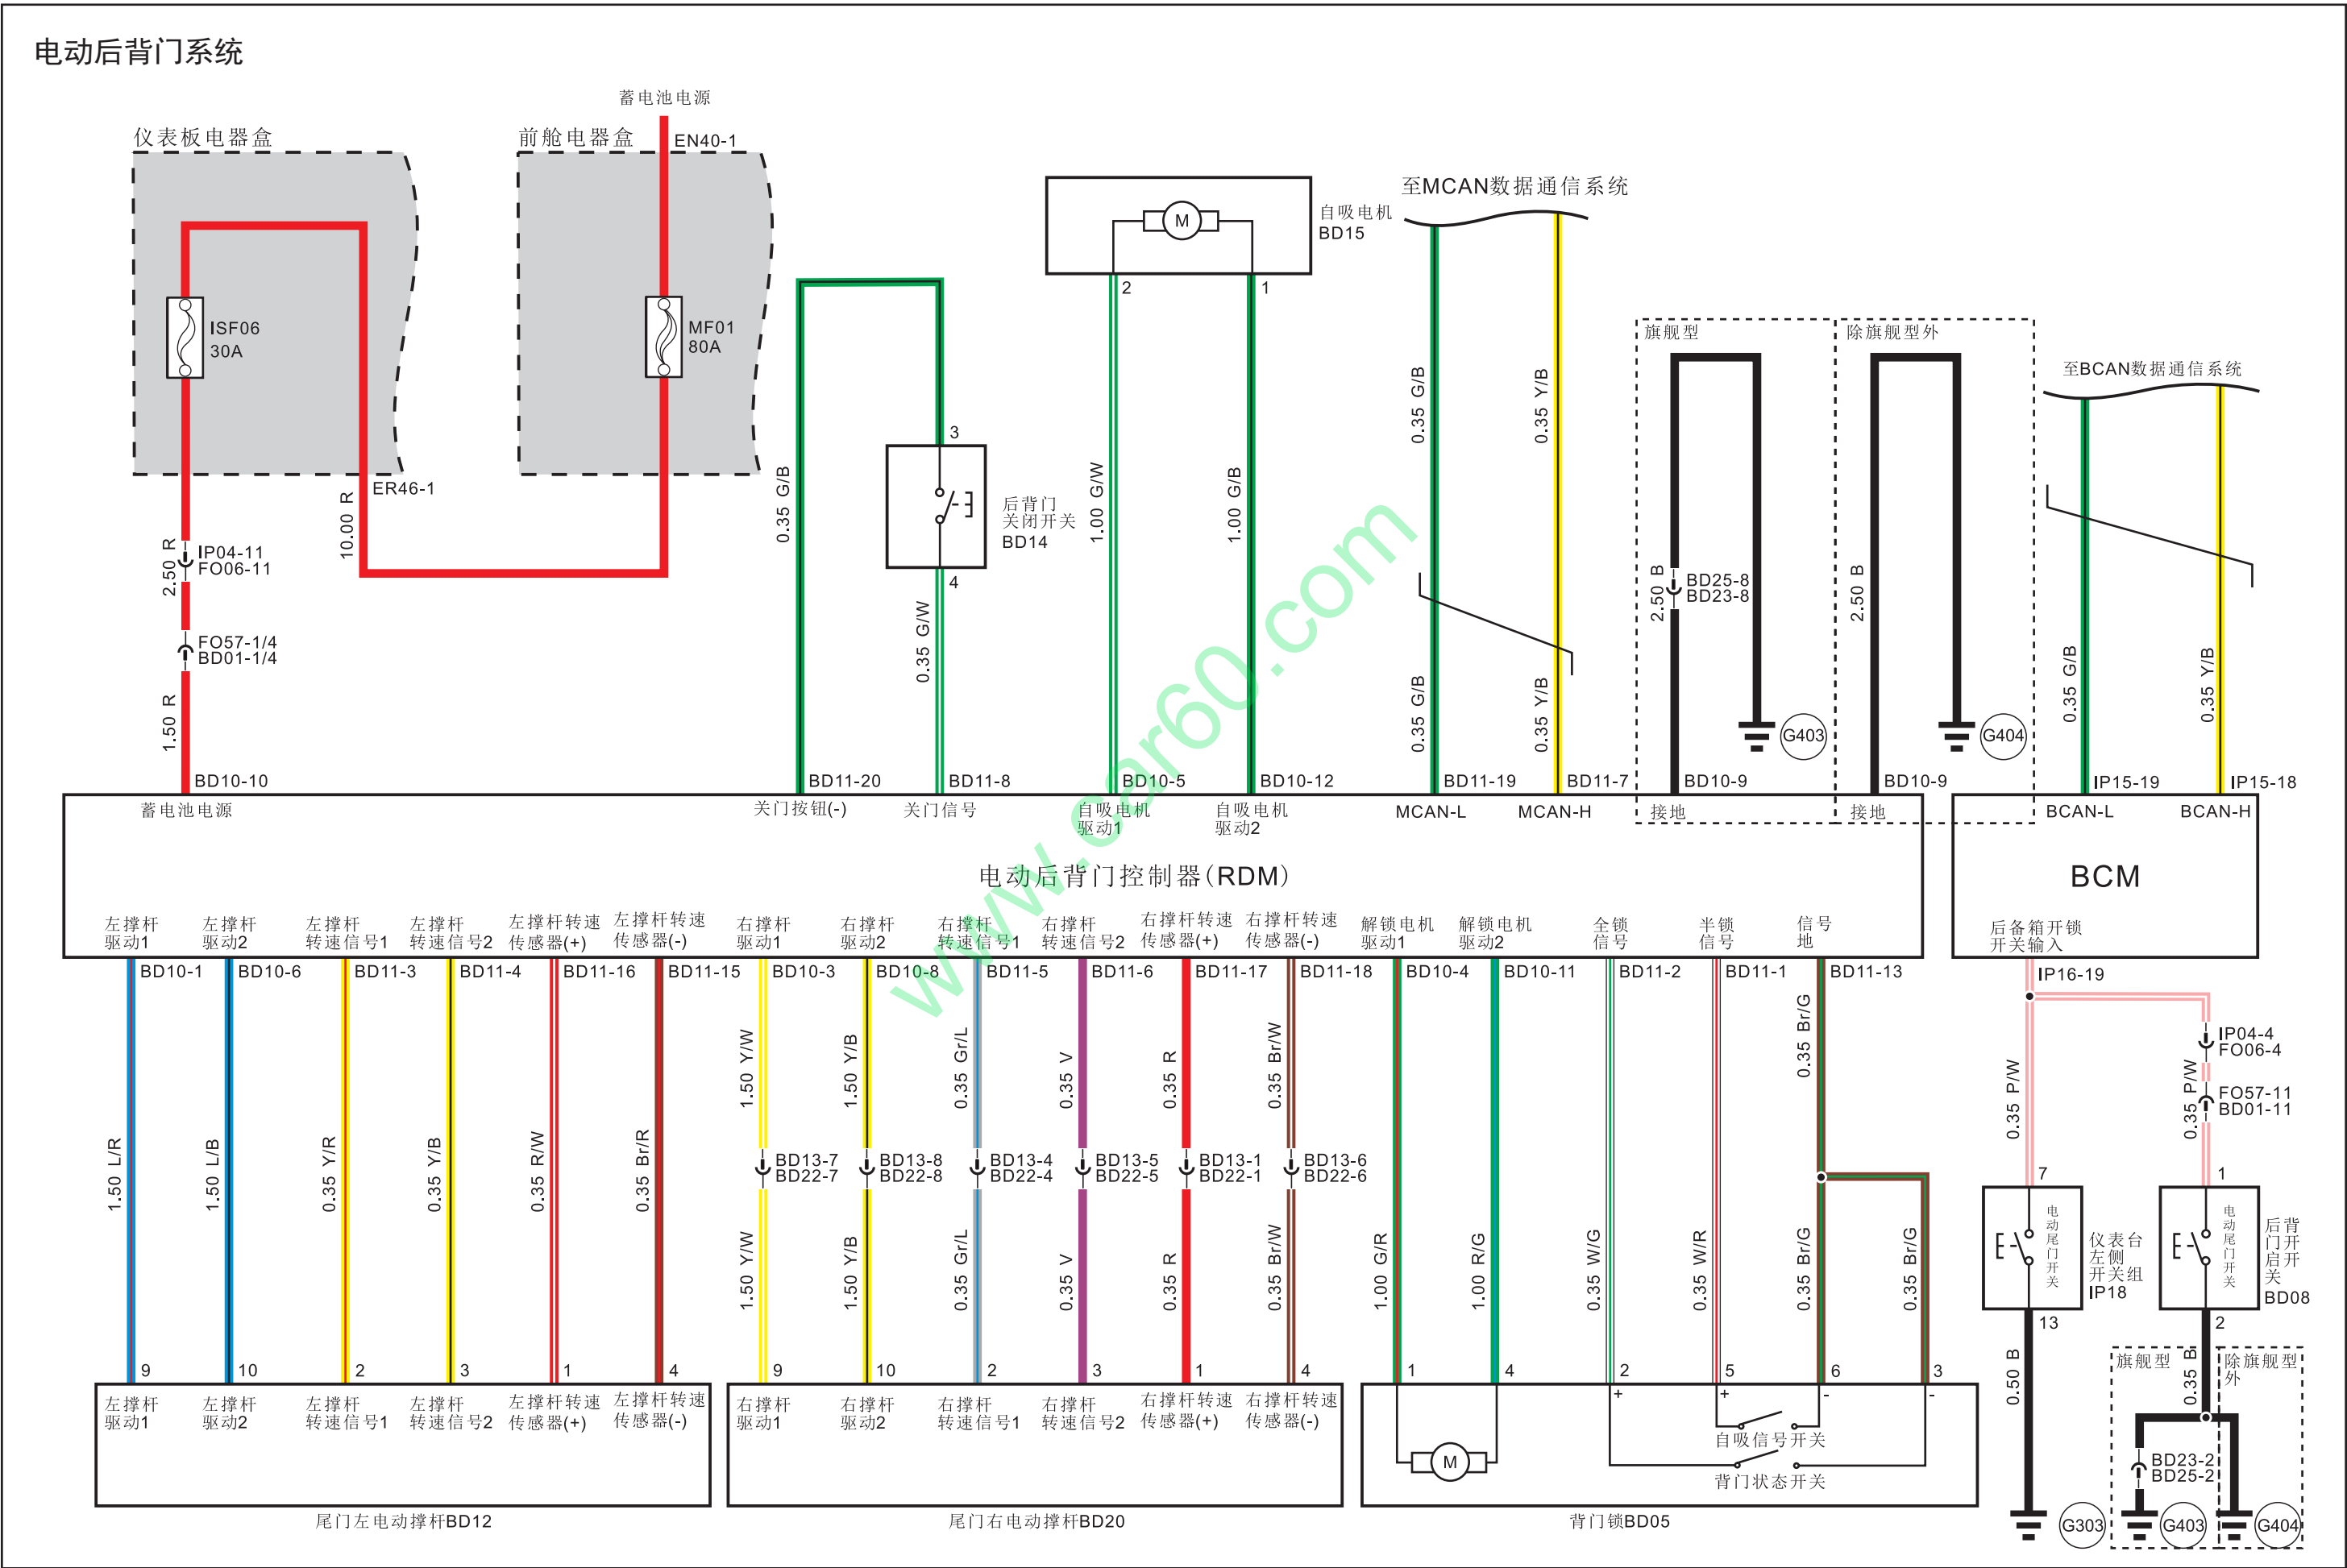 电动后背门系统
蓄电池电源
仪表板电器盒
前舱电器盒
EN40-1
ISF06
30A
MF01
80A
ER46-1
10.00 R
2.50 R
IP04-11
FO06-11
FO57-1/4
BD01-1/4
1.50 R
BD10-10
蓄电池电源
0.35 G/B
3
后背门
关闭开关
BD14
4
0.35 G/W
BD11-20
关门按钮(-)
BD11-8
关门信号
M
自吸电机
BD15
2
1
1.00 G/W
1.00 G/B
BD10-5
自吸电机
驱动1
BD10-12
自吸电机
驱动2
至MCAN数据通信系统
0.35 G/B
0.35 Y/B
0.35 G/B
0.35 Y/B
BD11-19
MCAN-L
BD11-7
MCAN-H
旗舰型
2.50 B
BD25-8
BD23-8
G403
BD10-9
接地
除旗舰型外
2.50 B
G404
BD10-9
接地
至BCAN数据通信系统
0.35 G/B
0.35 Y/B
IP15-19
BCAN-L
IP15-18
BCAN-H
电动后背门控制器(RDM)
BCM
www.car60.com
左撑杆
驱动1
左撑杆
驱动2
左撑杆
转速信号1
左撑杆
转速信号2
左撑杆转速
传感器(+)
左撑杆转速
传感器(-)
右撑杆
驱动1
右撑杆
驱动2
右撑杆
转速信号1
右撑杆
转速信号2
右撑杆转速
传感器(+)
右撑杆转速
传感器(-)
解锁电机
驱动1
解锁电机
驱动2
全锁
信号
半锁
信号
信号
地
后备箱开锁
开关输入
BD10-1
BD10-6
BD11-3
BD11-4
BD11-16
BD11-15
BD10-3
BD10-8
BD11-5
BD11-6
BD11-17
BD11-18
BD10-4
BD10-11
BD11-2
BD11-1
BD11-13
IP16-19
1.50 L/R
1.50 L/B
0.35 Y/R
0.35 Y/B
0.35 R/W
0.35 Br/R
1.50 Y/W
1.50 Y/B
0.35 Gr/L
0.35 V
0.35 R
0.35 Br/W
0.35 Br/G
BD13-7
BD22-7
BD13-8
BD22-8
BD13-4
BD22-4
BD13-5
BD22-5
BD13-1
BD22-1
BD13-6
BD22-6
1.50 Y/W
1.50 Y/B
0.35 Gr/L
0.35 V
0.35 R
0.35 Br/W
1.00 G/R
1.00 R/G
0.35 W/G
0.35 W/R
0.35 Br/G
0.35 Br/G
9
10
2
3
1
4
9
10
2
3
1
4
1
4
2
5
6
3
左撑杆
驱动1
左撑杆
驱动2
左撑杆
转速信号1
左撑杆
转速信号2
左撑杆转速
传感器(+)
左撑杆转速
传感器(-)
右撑杆
驱动1
右撑杆
驱动2
右撑杆
转速信号1
右撑杆
转速信号2
右撑杆转速
传感器(+)
右撑杆转速
传感器(-)
M
+
+
-
-
自吸信号开关
背门状态开关
尾门左电动撑杆BD12
尾门右电动撑杆BD20
背门锁BD05
0.35 P/W
0.35 P/W
IP04-4
FO06-4
FO57-11
BD01-11
7
电动尾门开关
仪表台
左侧
开关组
IP18
13
0.50 B
G303
1
电动尾门开关
后背
门开
启开
关
BD08
2
0.35 B
旗舰型
除旗舰型
外
BD23-2
BD25-2
G403
G404